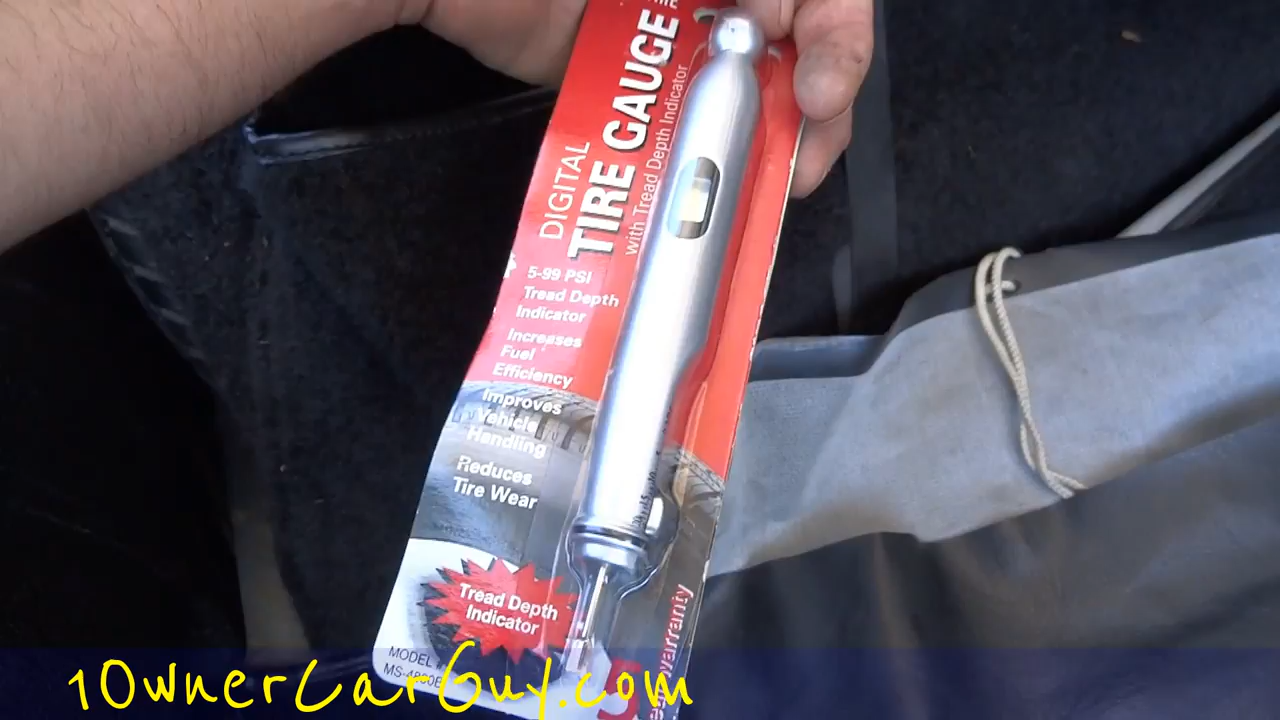 DIGITAL
TIRE GAUGE
with Tread Depth Indicator
5-99 PSI
Tread Depth
Indicator
Increases
Fuel
Efficiency
Improves
Vehicle
Handling
Reduces
Tire Wear
Tread Depth
Indicator
MODEL
5
warranty
1OwnerCarGuy.com